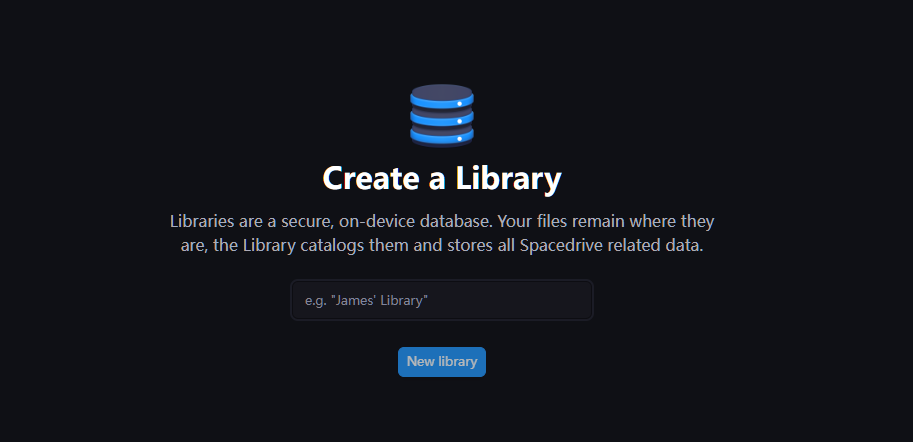 Create a Library
Libraries are a secure, on-device database. Your files remain where they
are, the Library catalogs them and stores all Spacedrive related data.
e.g. "James' Library"
New library